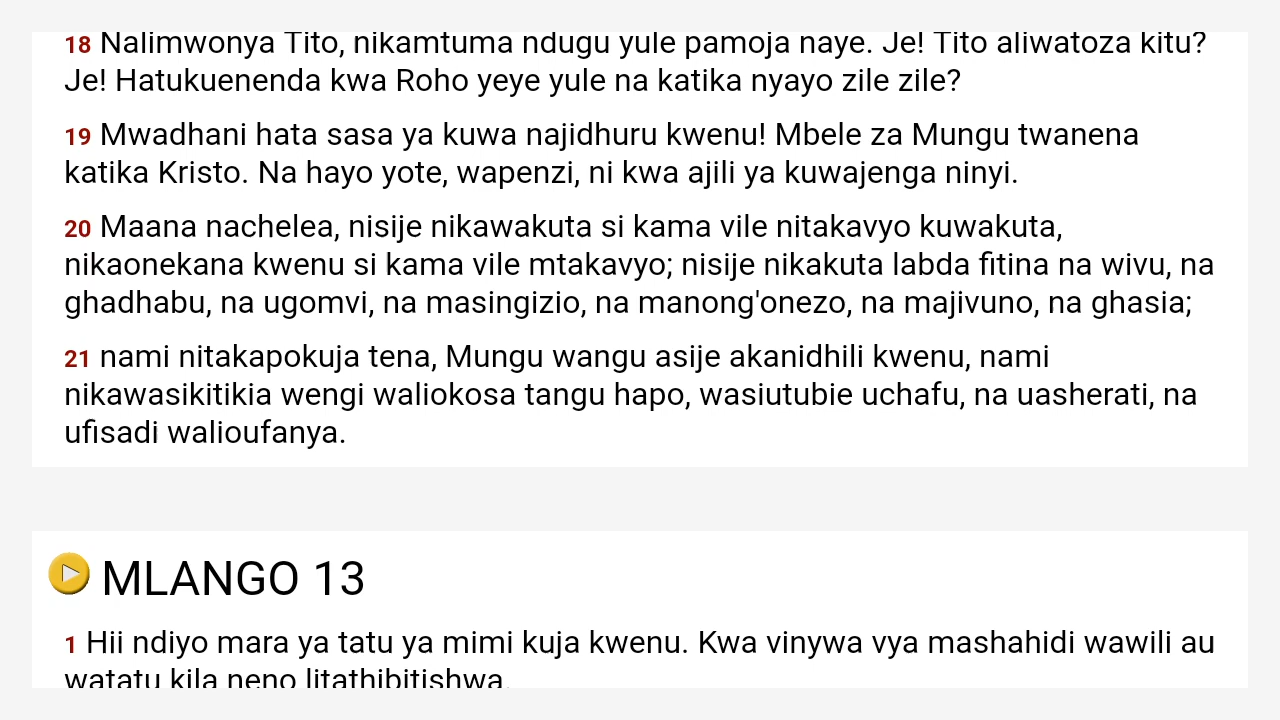 18 Nalimwonya Tito, nikamtuma ndugu yule pamoja naye. Je! Tito aliwatoza kitu?
Je! Hatukuenenda kwa Roho yeye yule na katika nyayo zile zile?
19 Mwadhani hata sasa ya kuwa najidhuru kwenu! Mbele za Mungu twanena
katika Kristo. Na hayo yote, wapenzi, ni kwa ajili ya kuwajenga ninyi.
20 Maana nachelea, nisije nikawakuta si kama vile nitakavyo kuwakuta,
nikaonekana kwenu si kama vile mtakavyo; nisije nikakuta labda fitina na wivu, na
ghadhabu, na ugomvi, na masingizio, na manong'onezo, na majivuno, na ghasia;
21 nami nitakapokuja tena, Mungu wangu asije akanidhili kwenu, nami
nikawasikitikia wengi waliokosa tangu hapo, wasiutubie uchafu, na uasherati, na
ufisadi walioufanya.
MLANGO 13
1 Hii ndiyo mara ya tatu ya mimi kuja kwenu. Kwa vinywa vya mashahidi wawili au
watatu kila neno litathibitishwa.